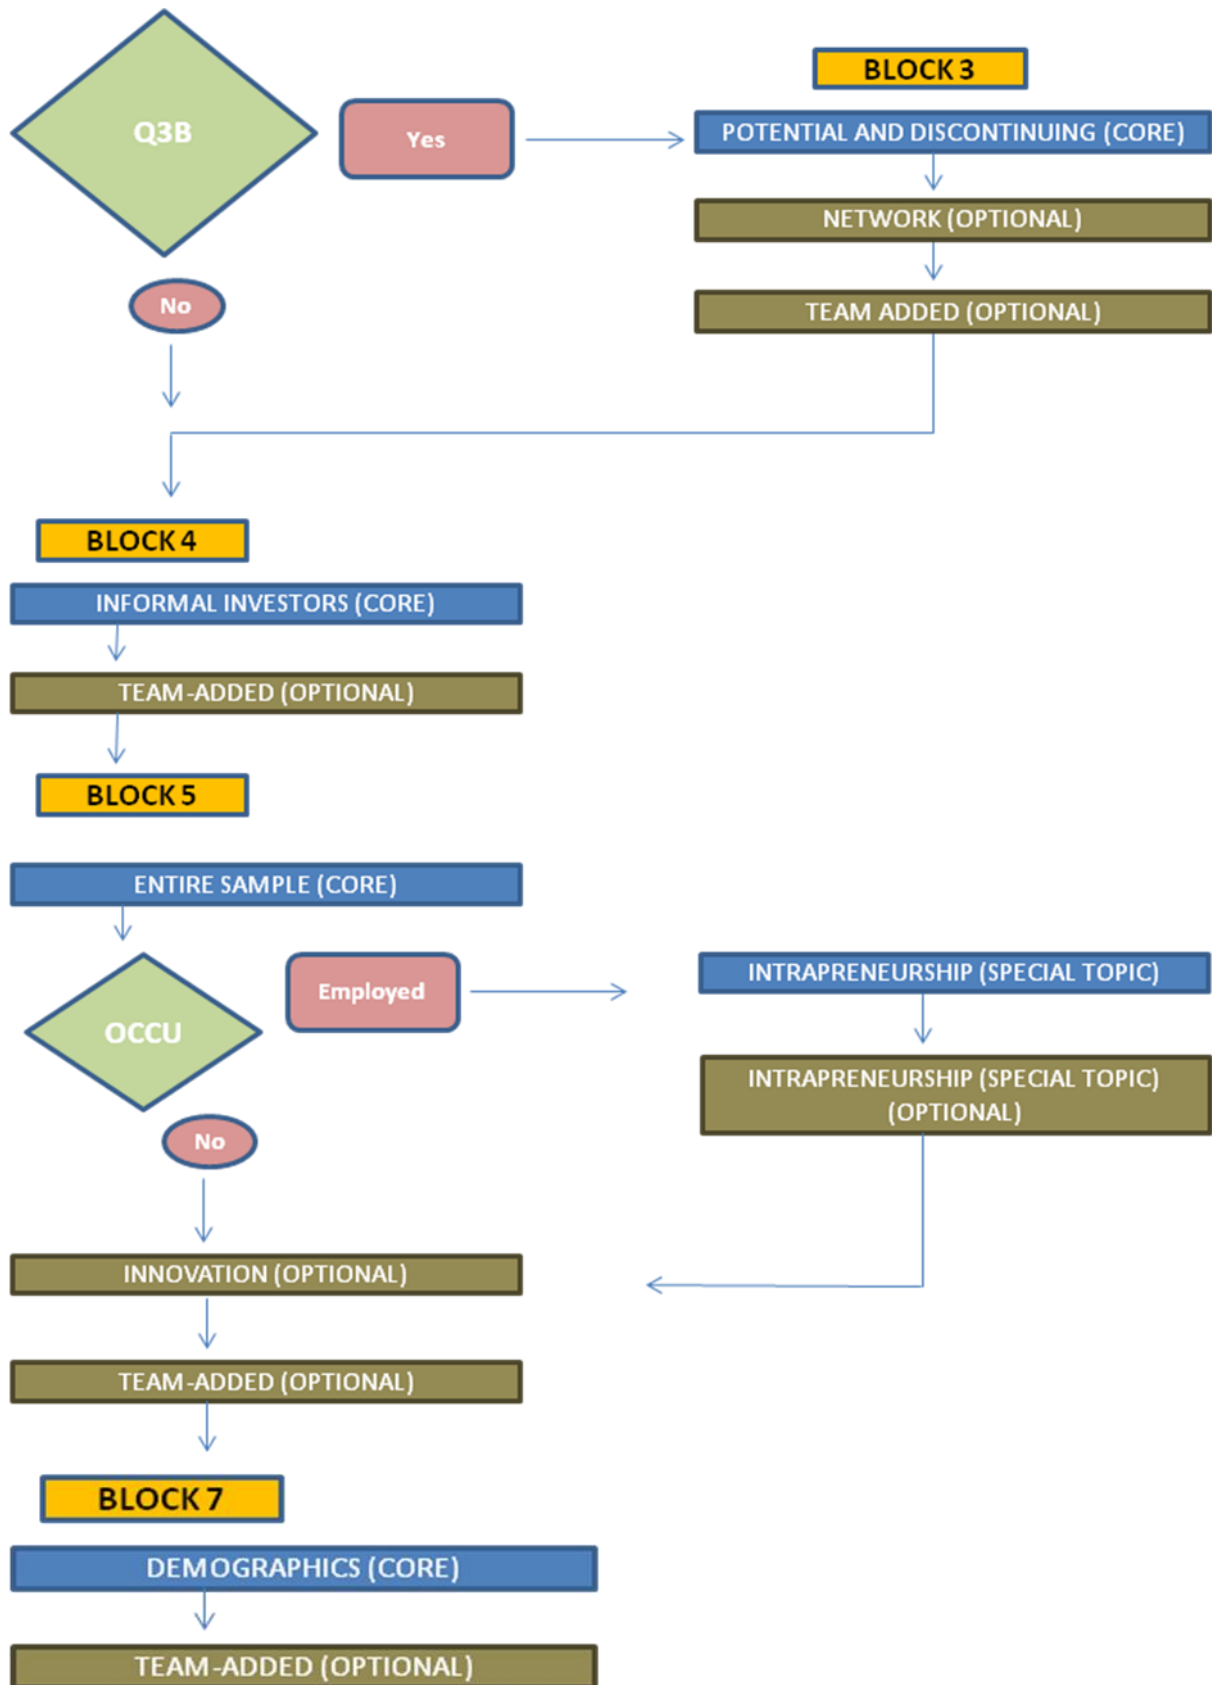 Q3B
Yes
BLOCK 3
POTENTIAL AND DISCONTINUING (CORE)
NETWORK (OPTIONAL)
TEAM ADDED (OPTIONAL)
No
BLOCK 4
INFORMAL INVESTORS (CORE)
TEAM-ADDED (OPTIONAL)
BLOCK 5
ENTIRE SAMPLE (CORE)
OCCU
Employed
INTRAPRENEURSHIP (SPECIAL TOPIC)
INTRAPRENEURSHIP (SPECIAL TOPIC)
(OPTIONAL)
No
INNOVATION (OPTIONAL)
TEAM-ADDED (OPTIONAL)
BLOCK 7
DEMOGRAPHICS (CORE)
TEAM-ADDED (OPTIONAL)